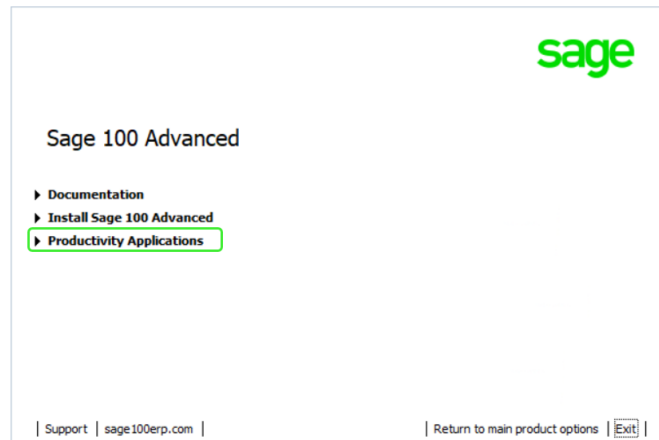 sage
Sage 100 Advanced
Documentation
Install Sage 100 Advanced
Productivity Applications
Support | sage100erp.com | | Return to main product options | Exit |